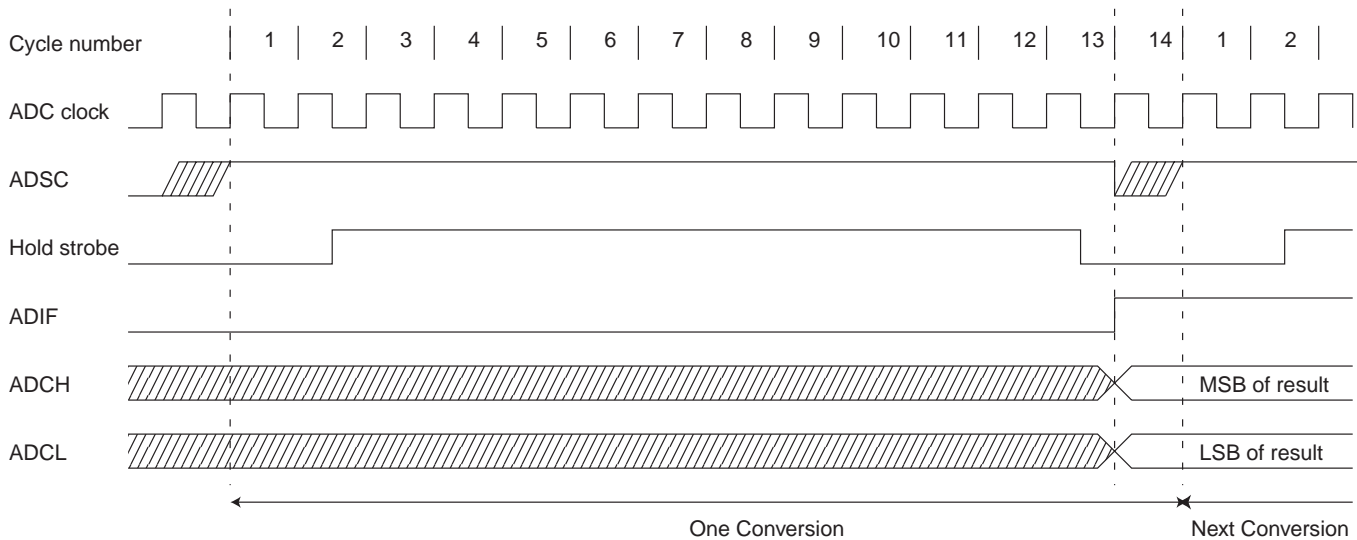 Cycle number 1 2 3 4 5 6 7 8 9 10 11 12 13 14 1 2
ADC clock
ADSC
Hold strobe
ADIF
ADCH MSB of result
ADCL LSB of result
One Conversion Next Conversion